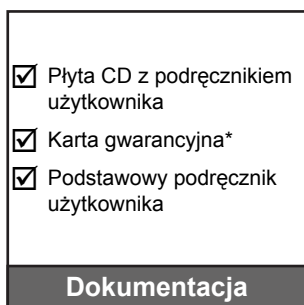 Płyta CD z podręcznikiem
użytkownika
Karta gwarancyjna*
Podstawowy podręcznik
użytkownika
Dokumentacja